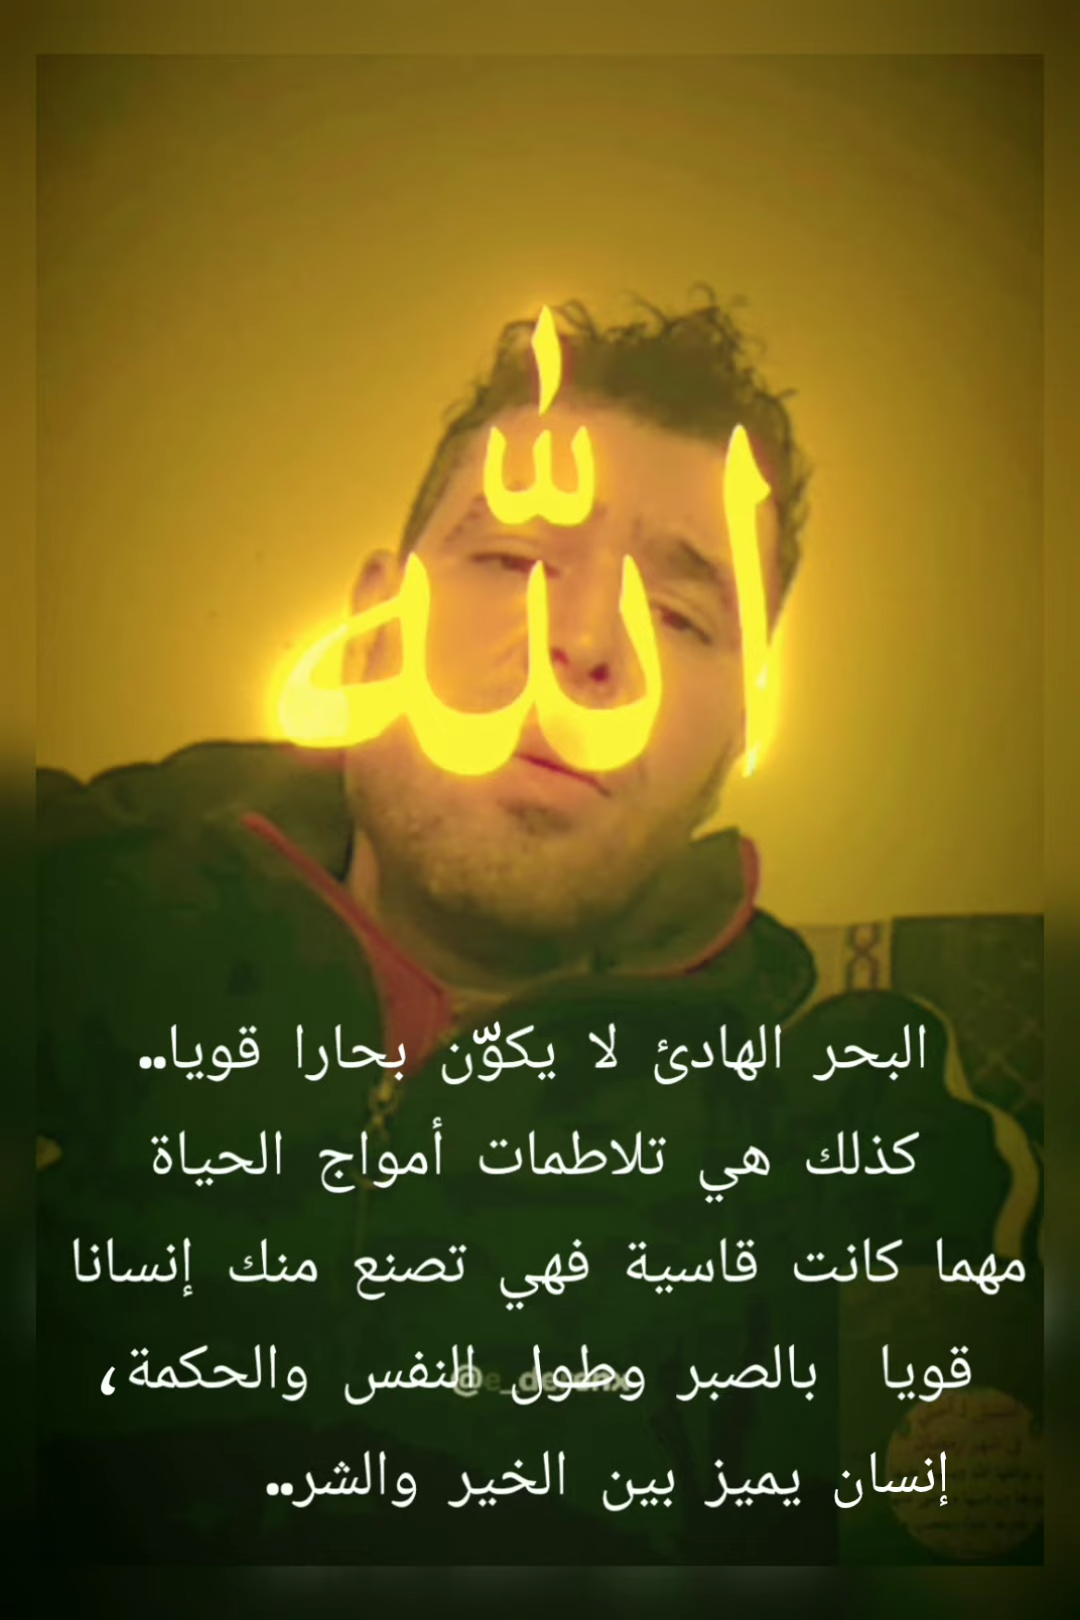 الله
البحر الهادئ لا يكوّن بحارا قويا..
كذلك هي تلاطمات أمواج الحياة
مهما كانت قاسية فهي تصنع منك إنسانا
قويا بالصبر وطول النفس والحكمة،
إنسان يميز بين الخير والشر..